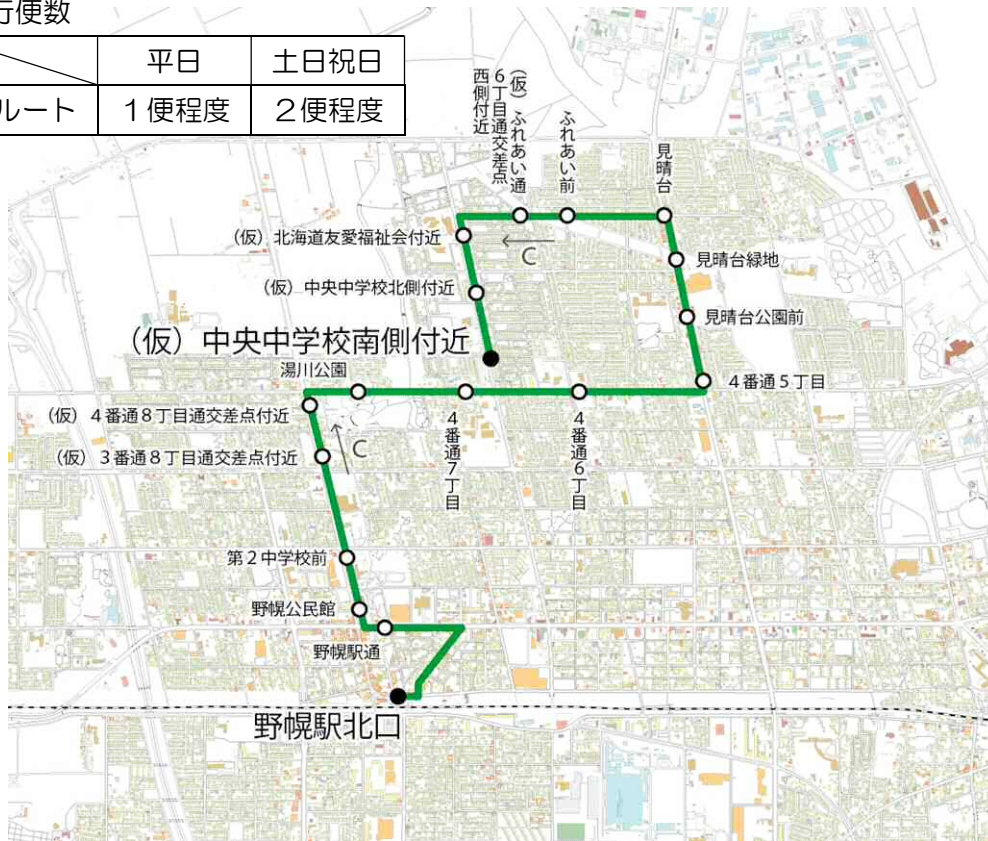 行便数
平日
土日祝日
ルート
1便程度
2便程度
(仮)ふれあい通
6丁目通交差点
西側付近
ふれあい前
見晴台
(仮) 北海道友愛福祉会付近
C
見晴台緑地
(仮) 中央中学校北側付近
見晴台公園前
(仮) 中央中学校南側付近
湯川公園
4番通5丁目
(仮) 4番通8丁目通交差点付近
4番通7丁目
4番通6丁目
(仮) 3番通8丁目通交差点付近
C
第2中学校前
野幌公民館
野幌駅通
野幌駅北口